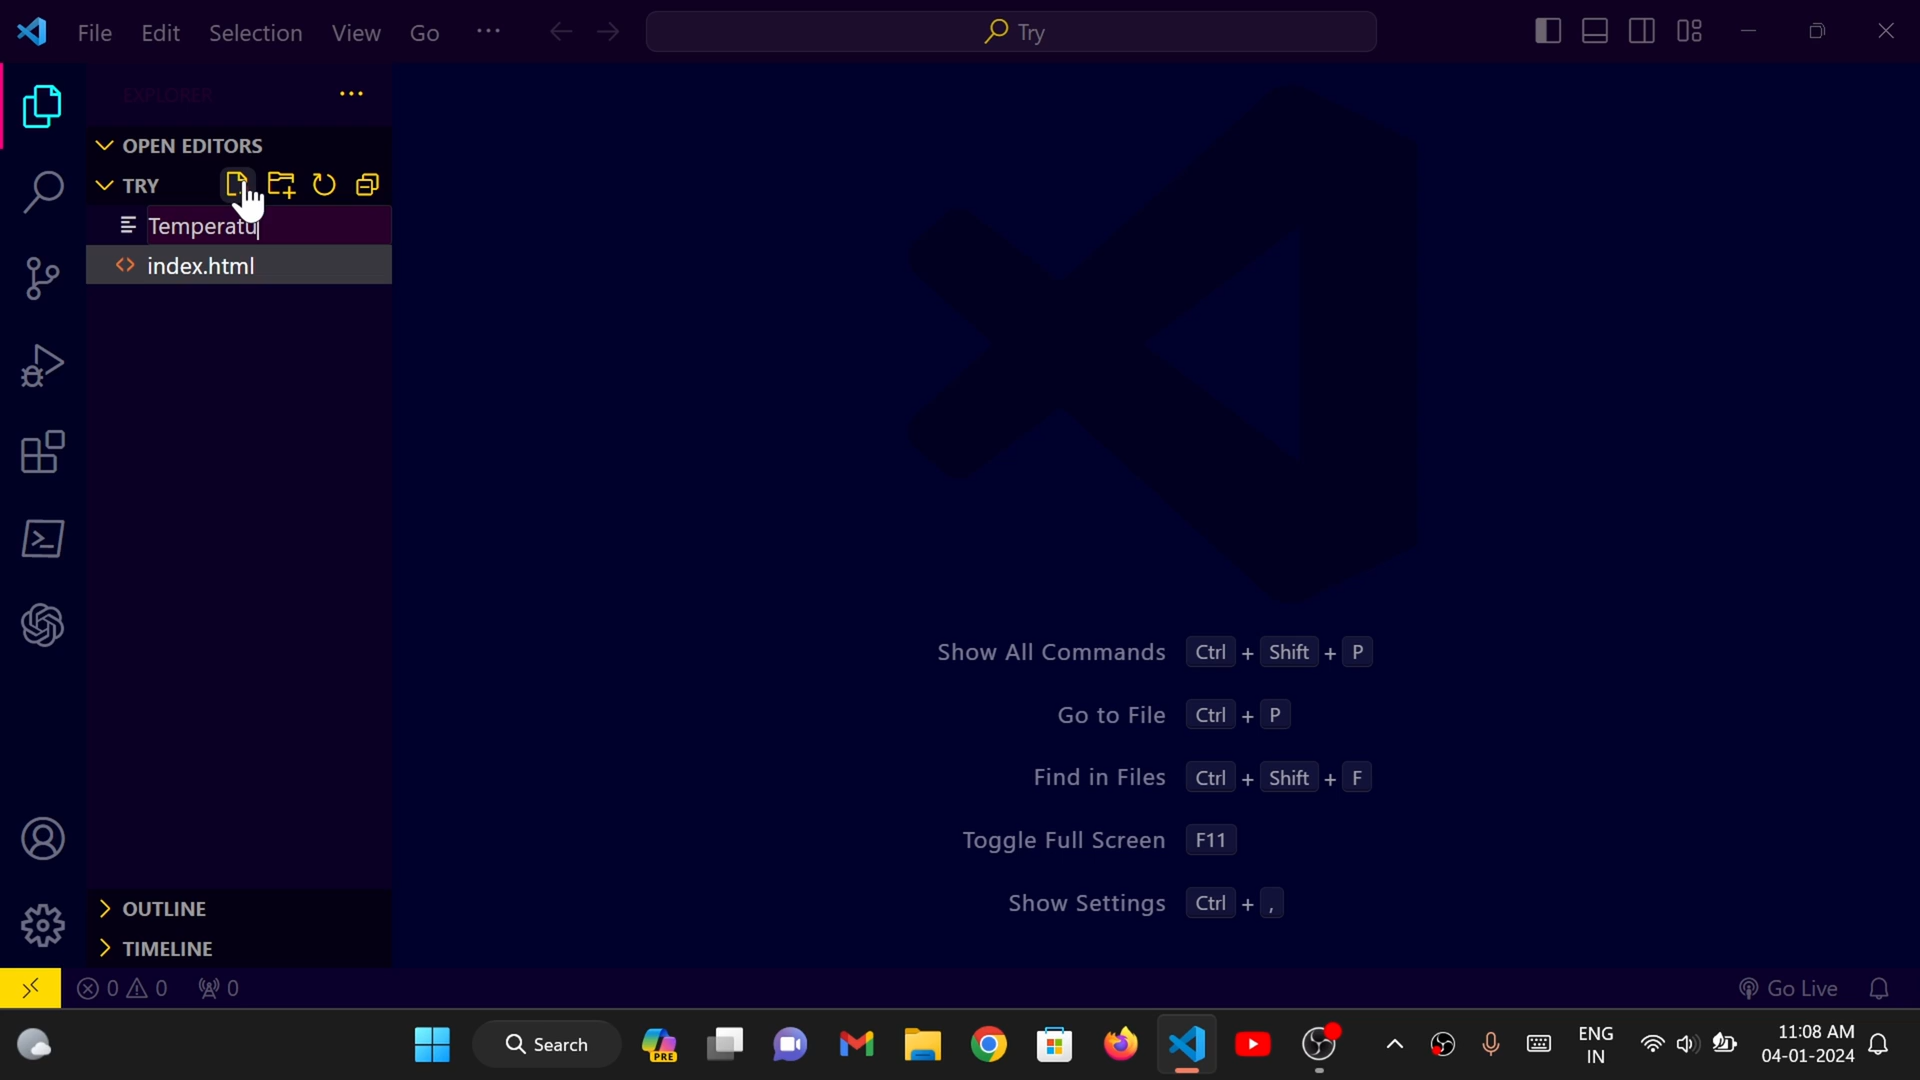 File Edit Selection View Go ··· Try
EXPLORER ···
OPEN EDITORS
TRY
Temperatu
index.html
Show All Commands Ctrl + Shift + P
Go to File Ctrl + P
Find in Files Ctrl + Shift + F
Toggle Full Screen F11
Show Settings Ctrl + ,
OUTLINE
TIMELINE
0 0 0 Go Live
Search PRE ENG 11:08 AM
IN 04-01-2024